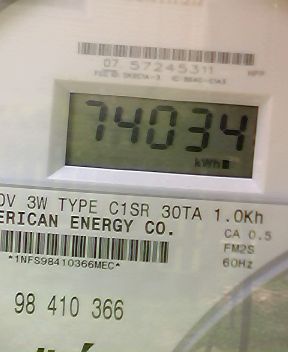 07 57245311
74034
kWh
0V 3W TYPE C1SR 30TA 1.0Kh
ERICAN ENERGY CO.
CA 0.5
FM2S
60Hz
*1NFS98410366MEC*
98 410 366